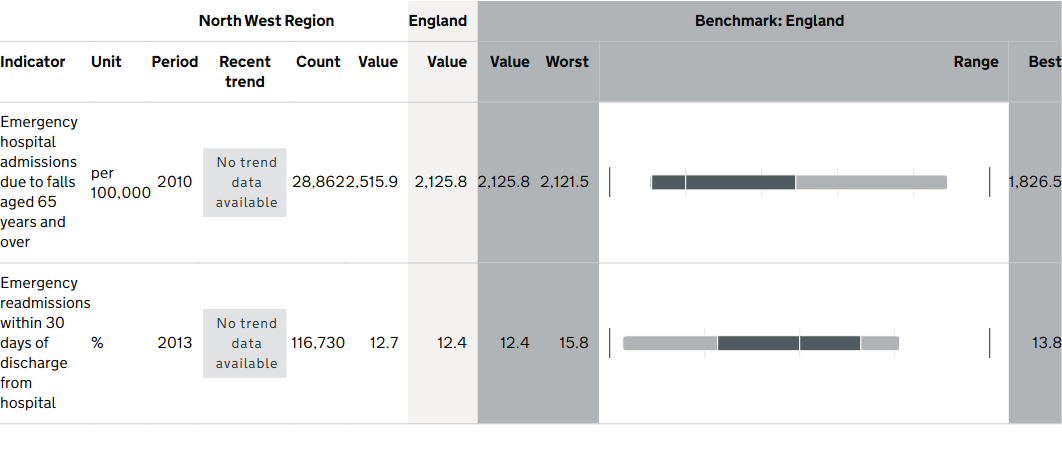 North West Region England Benchmark: England
Indicator Unit Period Recent trend Count Value Value Value Worst Range Best
Emergency
hospital
admissions
due to falls
aged 65
years and
over
per
100,000
2010
No trend
data
available
28,862 2,515.9 2,125.8 2,125.8 2,121.5 1,826.5
Emergency
readmissions
within 30
days of
discharge
from
hospital
%
2013
No trend
data
available
116,730 12.7 12.4 12.4 15.8 13.8